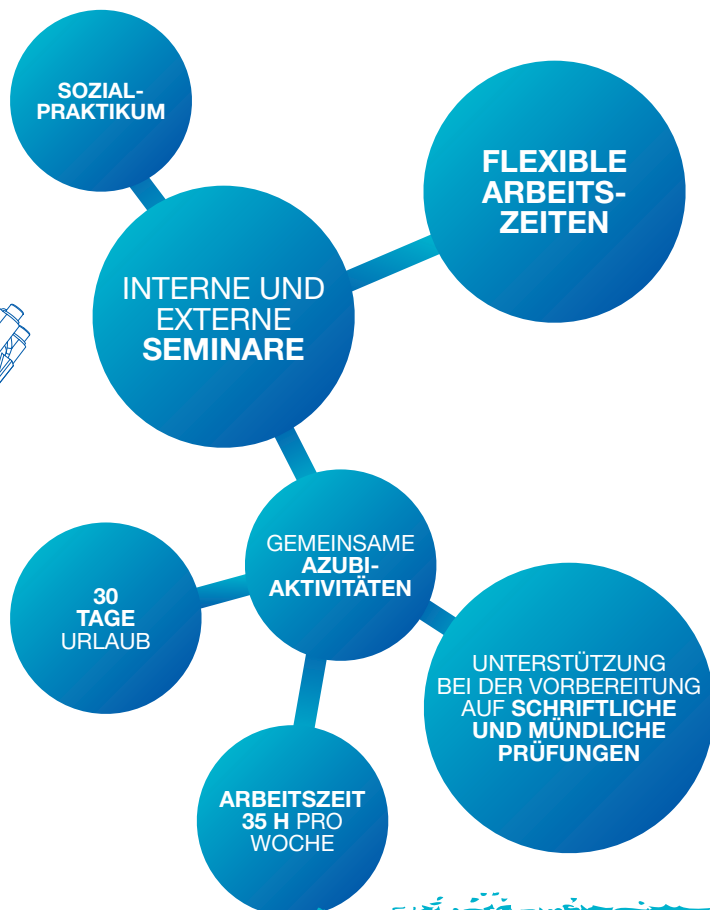 SOZIAL-
PRAKTIKUM
FLEXIBLE
ARBEITS-
ZEITEN
INTERNE UND
EXTERNE
SEMINARE
GEMEINSAME
AZUBI-
AKTIVITÄTEN
30
TAGE
URLAUB
UNTERSTÜTZUNG
BEI DER VORBEREITUNG
AUF SCHRIFTLICHE
UND MÜNDLICHE
PRÜFUNGEN
ARBEITSZEIT
35 H PRO
WOCHE